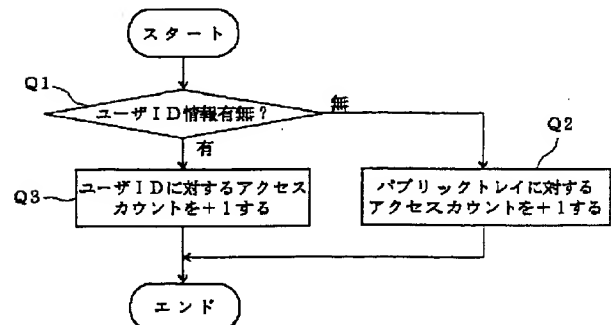 スタート
Q1
ユーザID情報有無?
無
有
Q2
Q3
ユーザIDに対するアクセス
カウントを+1する
パブリックトレイに対する
アクセスカウントを+1する
エンド